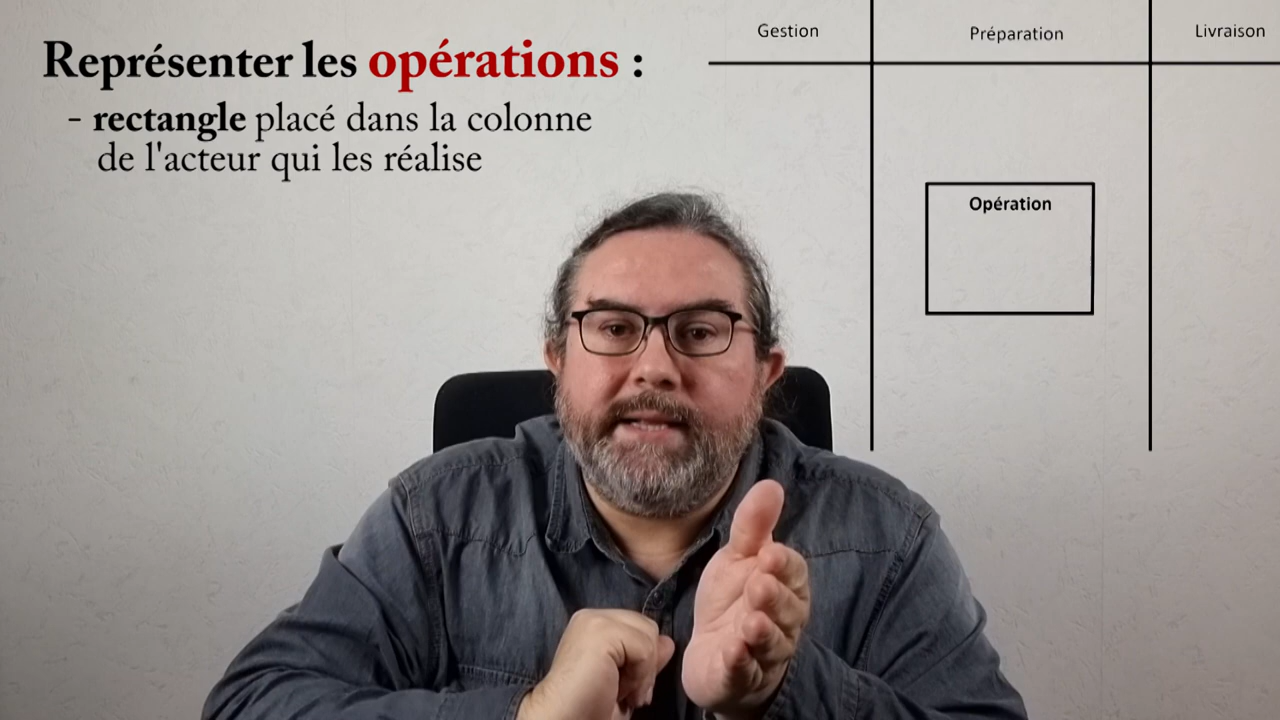 Représenter les opérations :
- rectangle placé dans la colonne
de l'acteur qui les réalise
Gestion
Préparation
Livraison
Opération